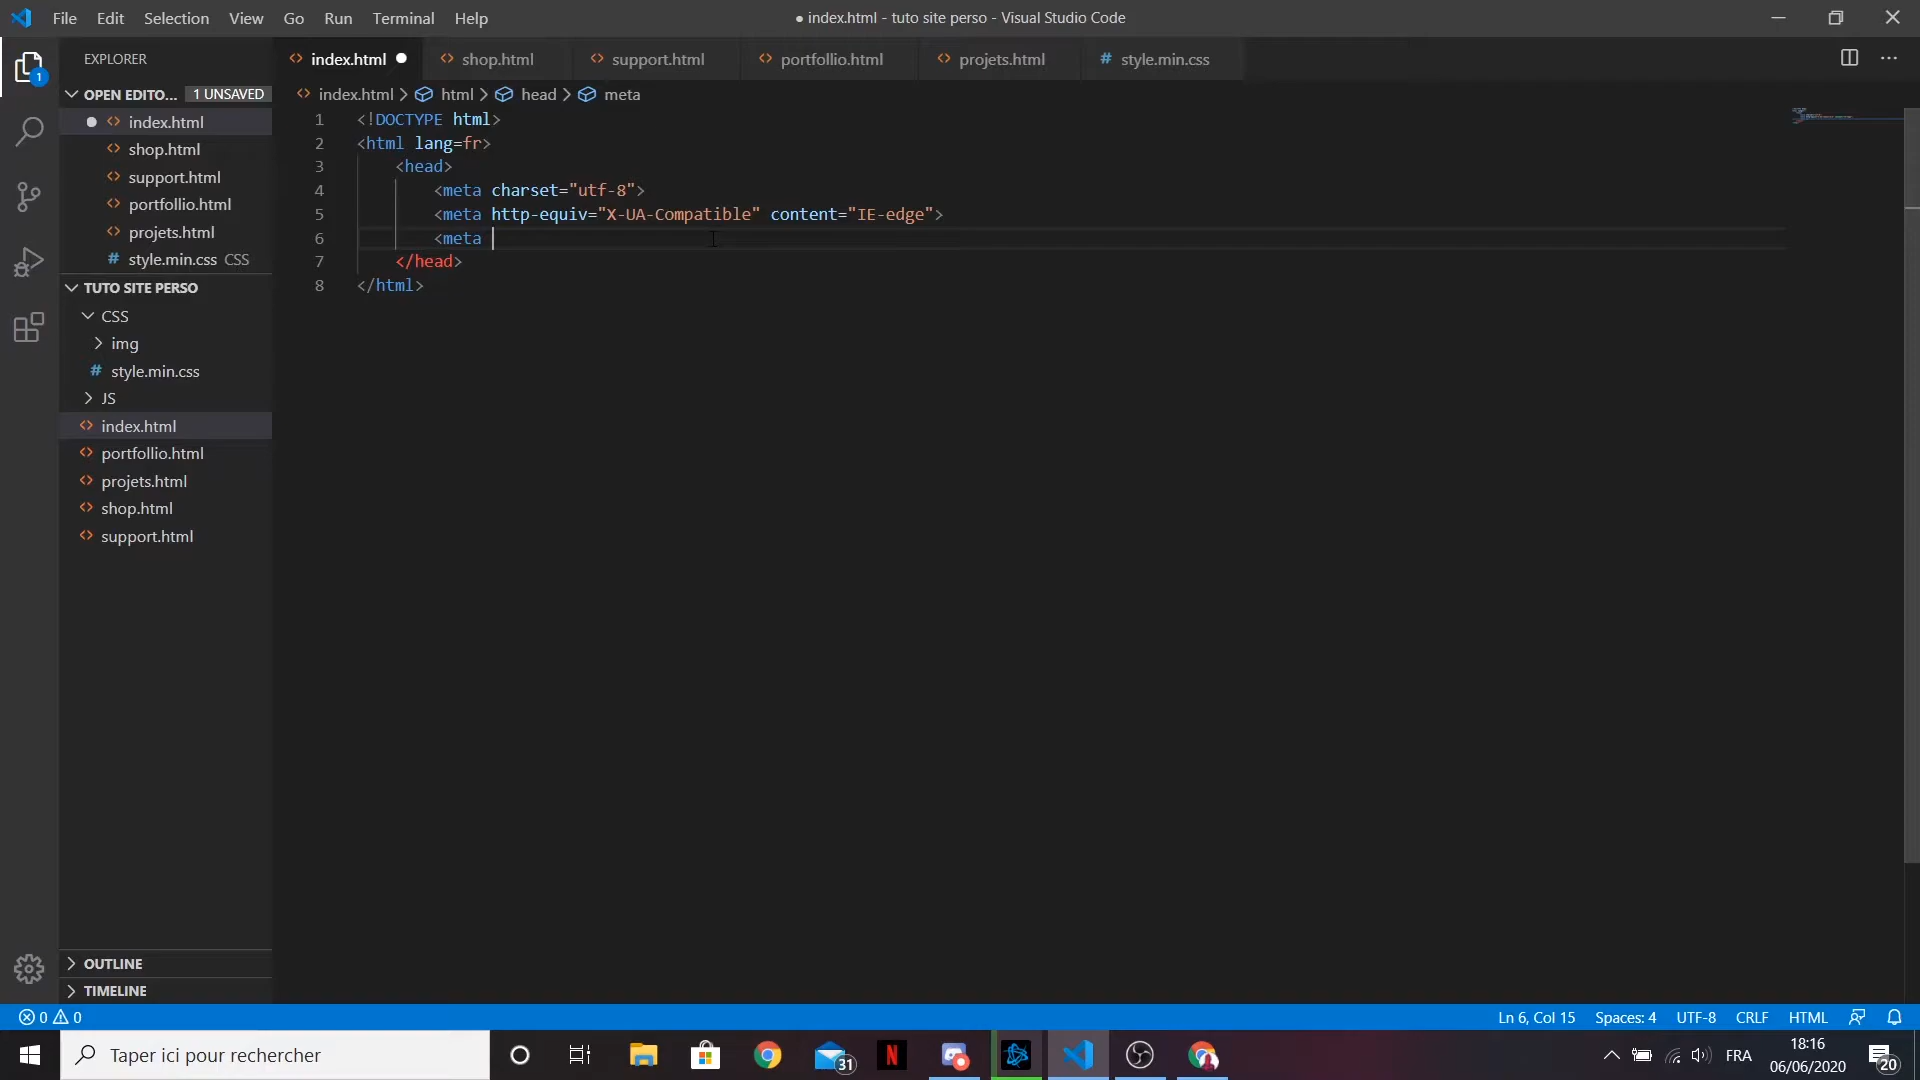 File Edit Selection View Go Run Terminal Help
● index.html - tuto site perso - Visual Studio Code
EXPLORER
index.html
shop.html
support.html
portfollio.html
projets.html
# style.min.css
1
OPEN EDITO... 1 UNSAVED
index.html
shop.html
support.html
portfollio.html
projets.html
# style.min.css CSS
TUTO SITE PERSO
CSS
img
# style.min.css
JS
index.html
portfollio.html
projets.html
shop.html
support.html
OUTLINE
TIMELINE
index.html > html > head > meta
1 <!DOCTYPE html>
2 <html lang=fr>
3 <head>
4 <meta charset="utf-8">
5 <meta http-equiv="X-UA-Compatible" content="IE-edge">
6 <meta
7 </head>
8 </html>
0 0
Ln 6, Col 15 Spaces: 4 UTF-8 CRLF HTML
Taper ici pour rechercher
31
N
FRA
18:16
06/06/2020
20